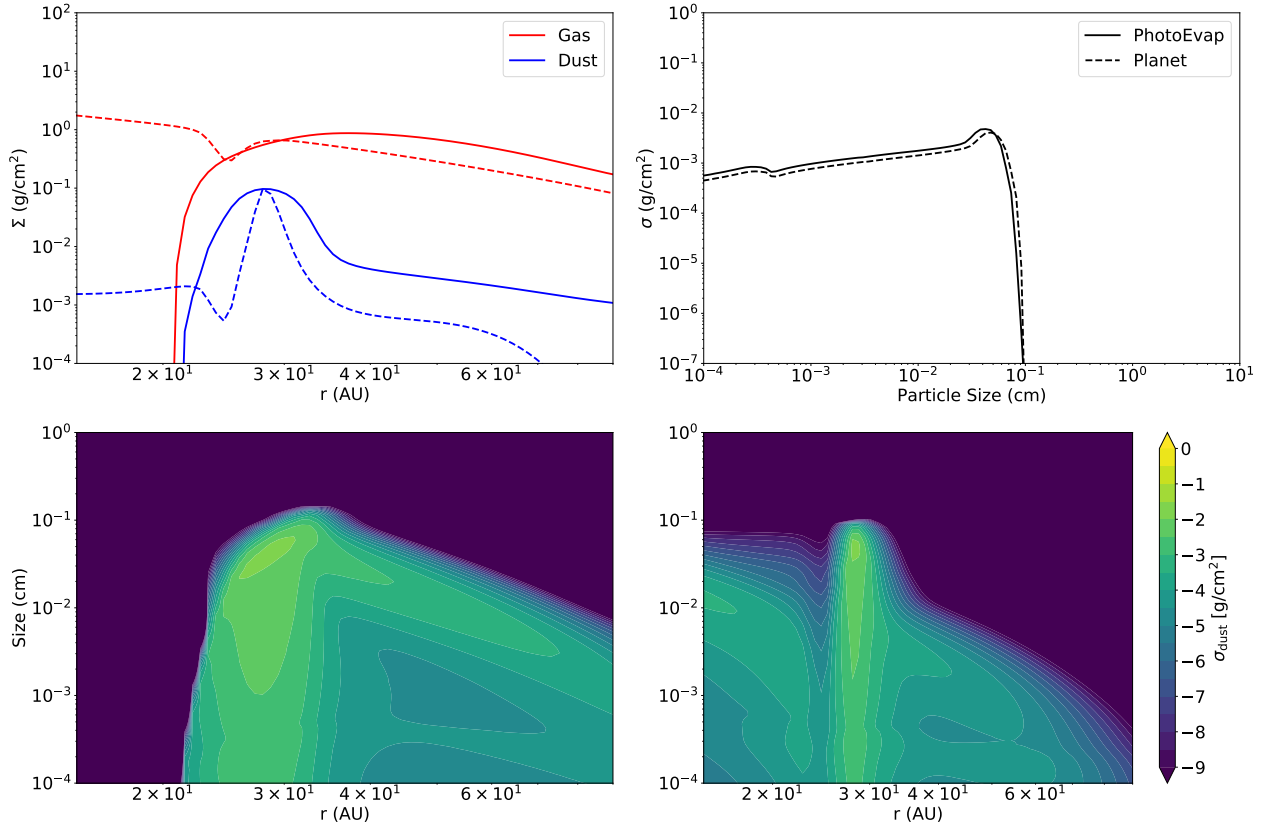 10² 10¹ 10⁰ 10⁻¹ 10⁻² 10⁻³ 10⁻⁴
Σ (g/cm²)
Gas
Dust
2 × 10¹ 3 × 10¹ 4 × 10¹ 6 × 10¹
r (AU)
10⁰ 10⁻¹ 10⁻² 10⁻³ 10⁻⁴ 10⁻⁵ 10⁻⁶ 10⁻⁷
σ (g/cm²)
PhotoEvap
Planet
10⁻⁴ 10⁻³ 10⁻² 10⁻¹ 10⁰ 10¹
Particle Size (cm)
10⁰ 10⁻¹ 10⁻² 10⁻³ 10⁻⁴
Size (cm)
2 × 10¹ 3 × 10¹ 4 × 10¹ 6 × 10¹
r (AU)
10⁰ 10⁻¹ 10⁻² 10⁻³ 10⁻⁴
2 × 10¹ 3 × 10¹ 4 × 10¹ 6 × 10¹
r (AU)
0 −1 −2 −3 −4 −5 −6 −7 −8 −9
σdust [g/cm²]